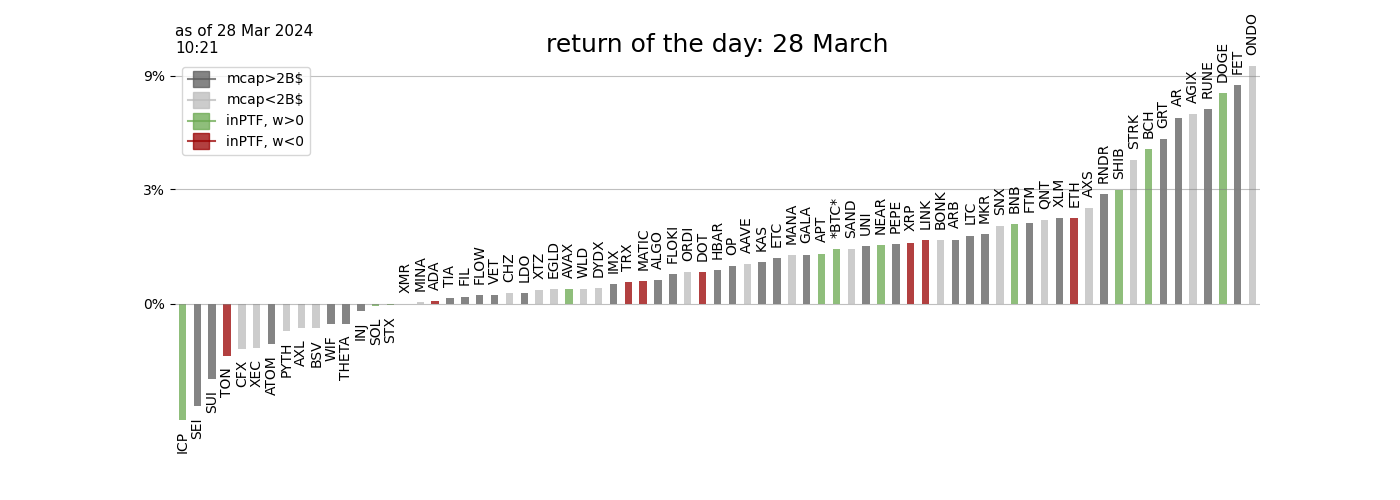 as of 28 Mar 2024
10:21
return of the day: 28 March
mcap>2B$
mcap<2B$
inPTF, w>0
inPTF, w<0
9%
3%
0%
ICP
SEI
SUI
TON
CFX
XEC
ATOM
PYTH
AXL
BSV
WIF
THETA
INJ
SOL
STX
XMR
MINA
ADA
TIA
FIL
FLOW
VET
CHZ
LDO
XTZ
EGLD
AVAX
WLD
DYDX
IMX
TRX
MATIC
ALGO
FLOKI
ORDI
DOT
HBAR
OP
AAVE
KAS
ETC
MANA
GALA
APT
*BTC*
SAND
UNI
NEAR
PEPE
XRP
LINK
BONK
ARB
LTC
MKR
SNX
BNB
FTM
QNT
XLM
ETH
AXS
RNDR
SHIB
STRK
BCH
GRT
AR
AGIX
RUNE
DOGE
FET
ONDO